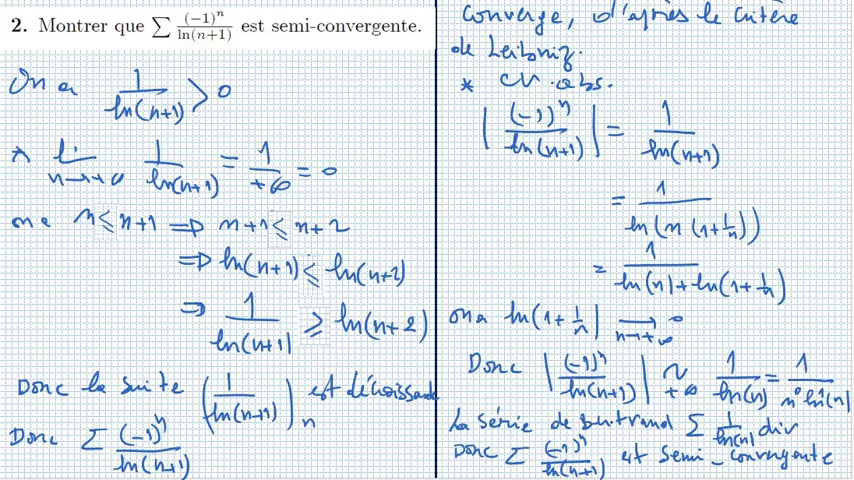 2. Montrer que ∑ (-1)^n / ln(n+1) est semi-convergente.
On a 1/ln(n+1) > 0
* lim n→+∞ 1/ln(n+1) = 1/+∞ = 0
on a n ≤ n+1 ⇒ n+1 ≤ n+2
⇒ ln(n+1) ≤ ln(n+2)
⇒ 1/ln(n+1) ≥ ln(n+2)
Donc la suite (1/ln(n+1))_n est décroissante
Donc ∑ (-1)^n / ln(n+1)
converge, d'après le critère
de Leibniz.
* CV. abs.
|(-1)^n / ln(n+1)| = 1/ln(n+1)
= 1/ln(n(1+1/n))
= 1/(ln(n)+ln(1+1/n))
on a ln(1+1/n) → 0 n→+∞
Donc |(-1)^n / ln(n+1)| ~ +∞ 1/ln(n) = 1/(n^0 ln^1(n))
La série de Bertrand ∑ 1/ln(n) div
Donc ∑ (-1)^n / ln(n+1) est semi-convergente